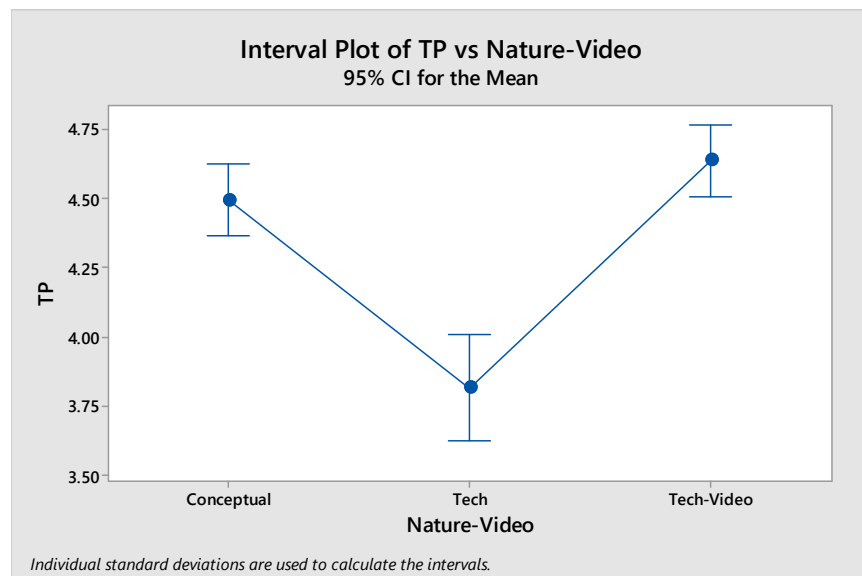 Interval Plot of TP vs Nature-Video
95% CI for the Mean
4.75
4.50
4.25
4.00
3.75
3.50
TP
Conceptual
Tech
Tech-Video
Nature-Video
Individual standard deviations are used to calculate the intervals.